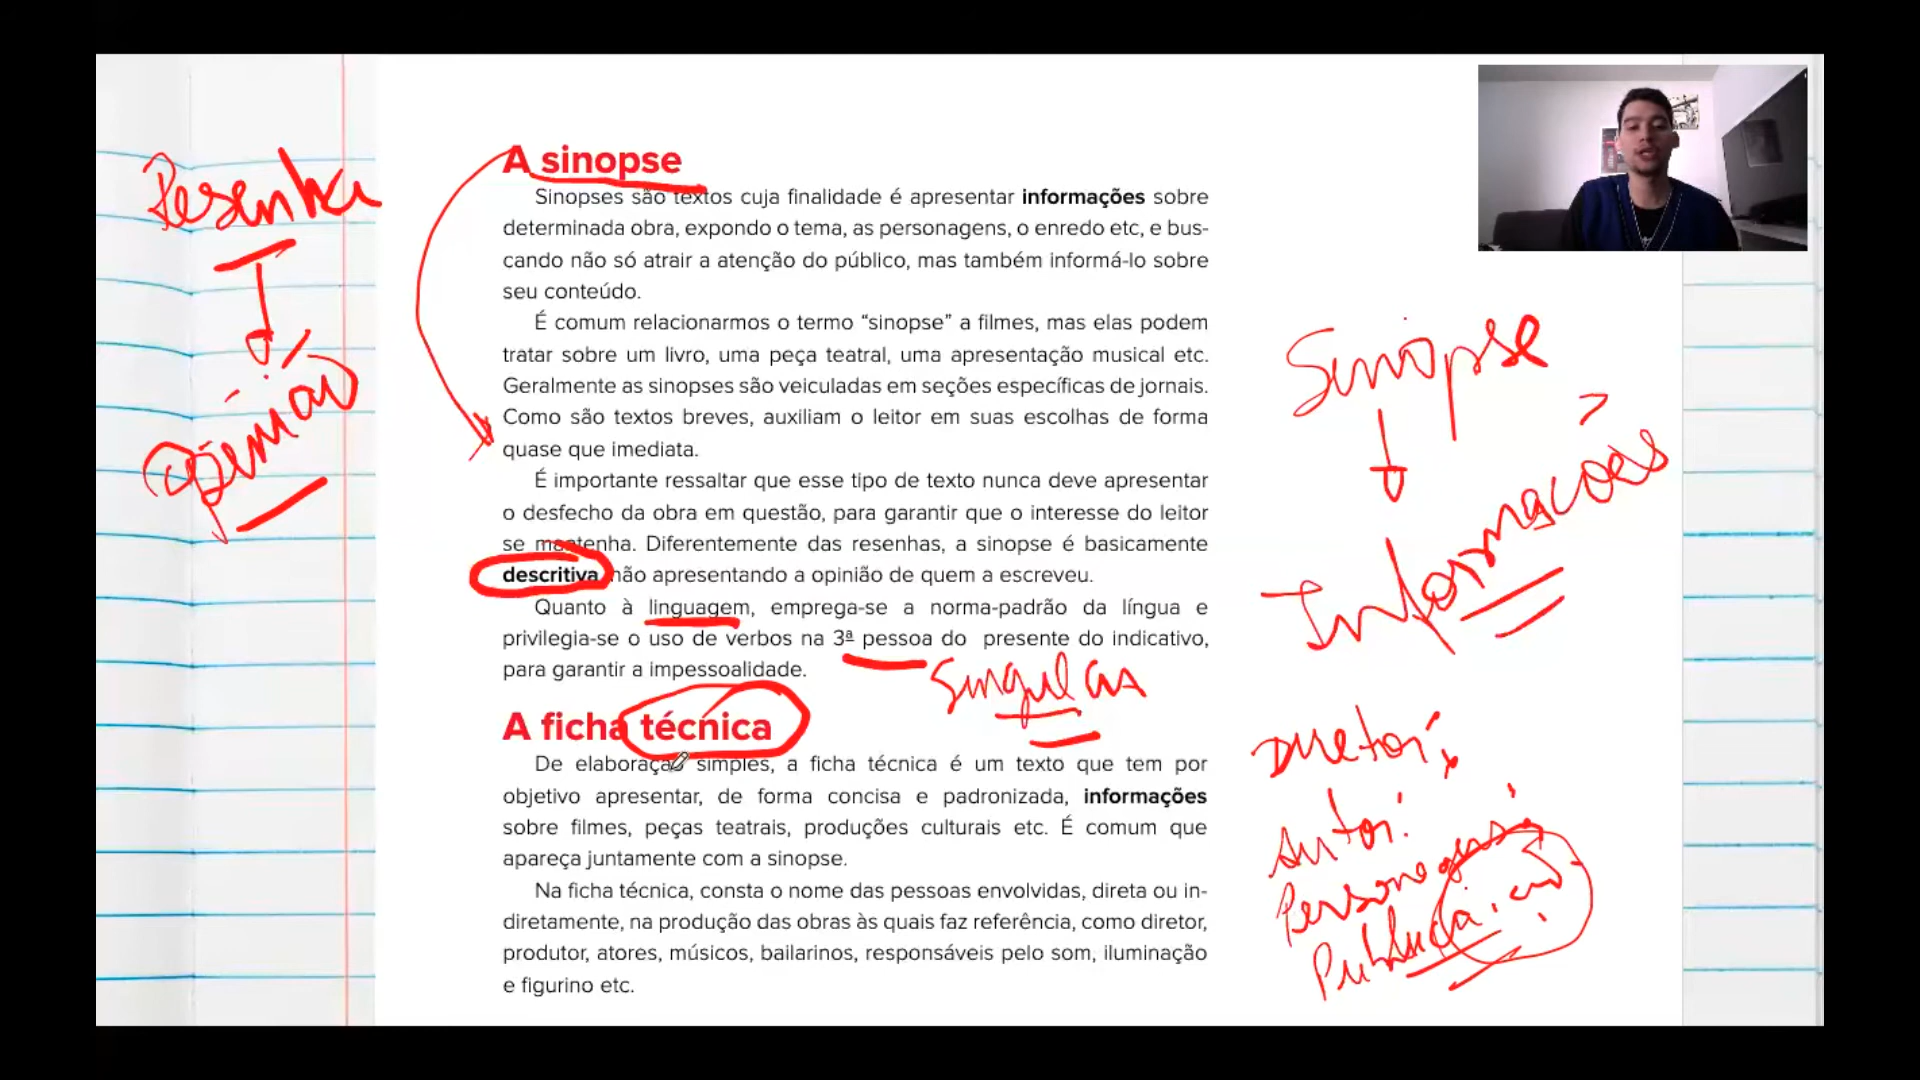 Resenha
Opinião
A sinopse
Sinopses são textos cuja finalidade é apresentar informações sobre
determinada obra, expondo o tema, as personagens, o enredo etc, e bus-
cando não só atrair a atenção do público, mas também informá-lo sobre
seu conteúdo.
É comum relacionarmos o termo “sinopse” a filmes, mas elas podem
tratar sobre um livro, uma peça teatral, uma apresentação musical etc.
Geralmente as sinopses são veiculadas em seções específicas de jornais.
Como são textos breves, auxiliam o leitor em suas escolhas de forma
quase que imediata.
É importante ressaltar que esse tipo de texto nunca deve apresentar
o desfecho da obra em questão, para garantir que o interesse do leitor
se mantenha. Diferentemente das resenhas, a sinopse é basicamente
descritiva não apresentando a opinião de quem a escreveu.
Quanto à linguagem, emprega-se a norma-padrão da língua e
privilegia-se o uso de verbos na 3ª pessoa do presente do indicativo,
para garantir a impessoalidade.
Singular
A ficha técnica
De elaboração simples, a ficha técnica é um texto que tem por
objetivo apresentar, de forma concisa e padronizada, informações
sobre filmes, peças teatrais, produções culturais etc. É comum que
apareça juntamente com a sinopse.
Na ficha técnica, consta o nome das pessoas envolvidas, direta ou in-
diretamente, na produção das obras às quais faz referência, como diretor,
produtor, atores, músicos, bailarinos, responsáveis pelo som, iluminação
e figurino etc.
Sinopse
Informações
Diretor:
Autor:
Personagens: